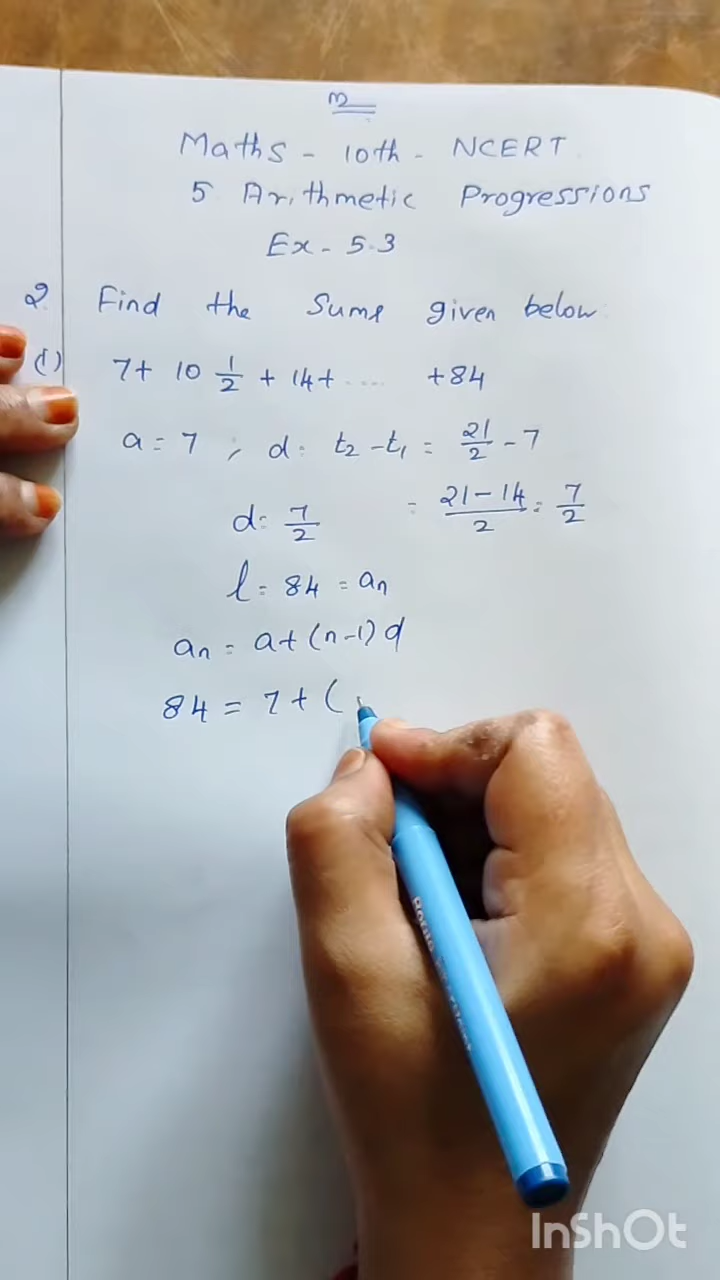 Maths - 10th - NCERT
5 Arithmetic Progressions
Ex - 5.3
2. Find the Sums given below:
(i) 7+ 10 1/2 + 14+ .... +84
a = 7 , d = t₂ - t₁ = 21/2 - 7
d = 7/2 = (21 - 14)/2 = 7/2
l = 84 = aₙ
aₙ = a + (n-1) d
84 = 7 + (
InShOt